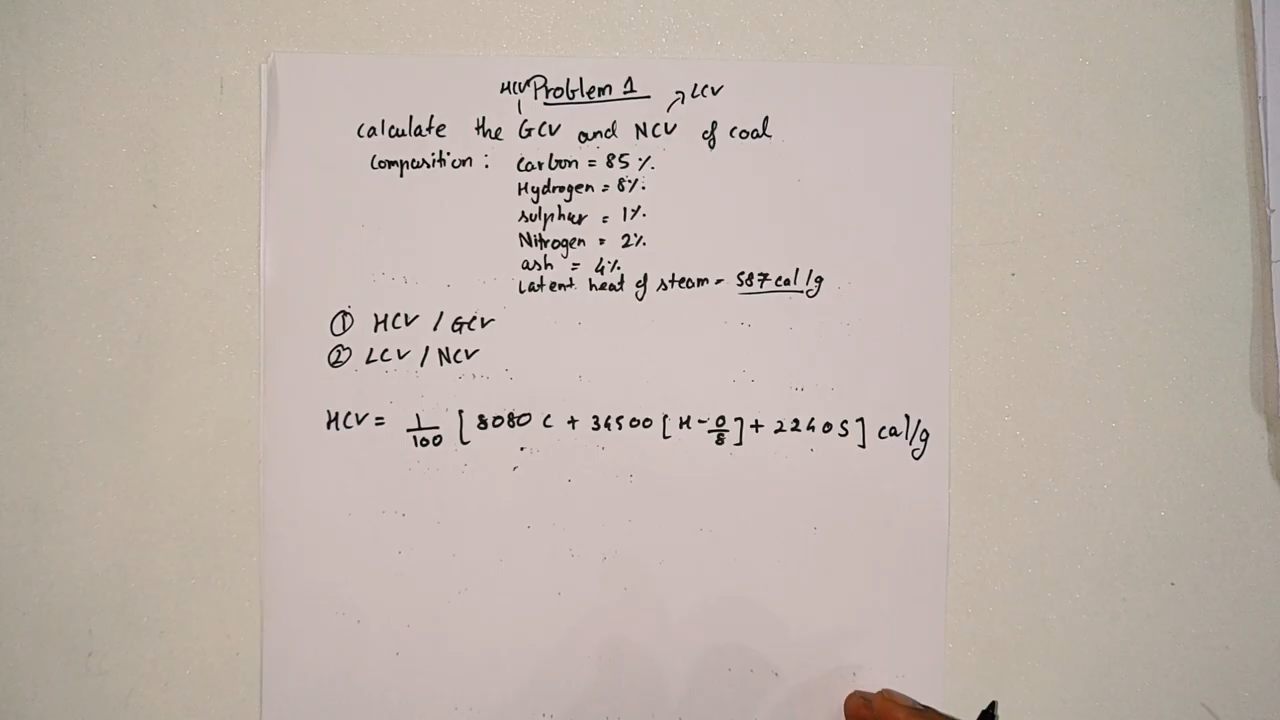 HCV Problem 1 LCV
calculate the GCV and NCV of coal
composition : carbon = 85 %.
Hydrogen = 8%.
sulphur = 1%.
Nitrogen = 2%.
ash = 4%.
Latent heat of steam = 587 cal/g
① HCV / GCV
② LCV / NCV
HCV = 1/100 [ 8080 C + 34500 [ H - O/8 ] + 2240 S ] cal/g